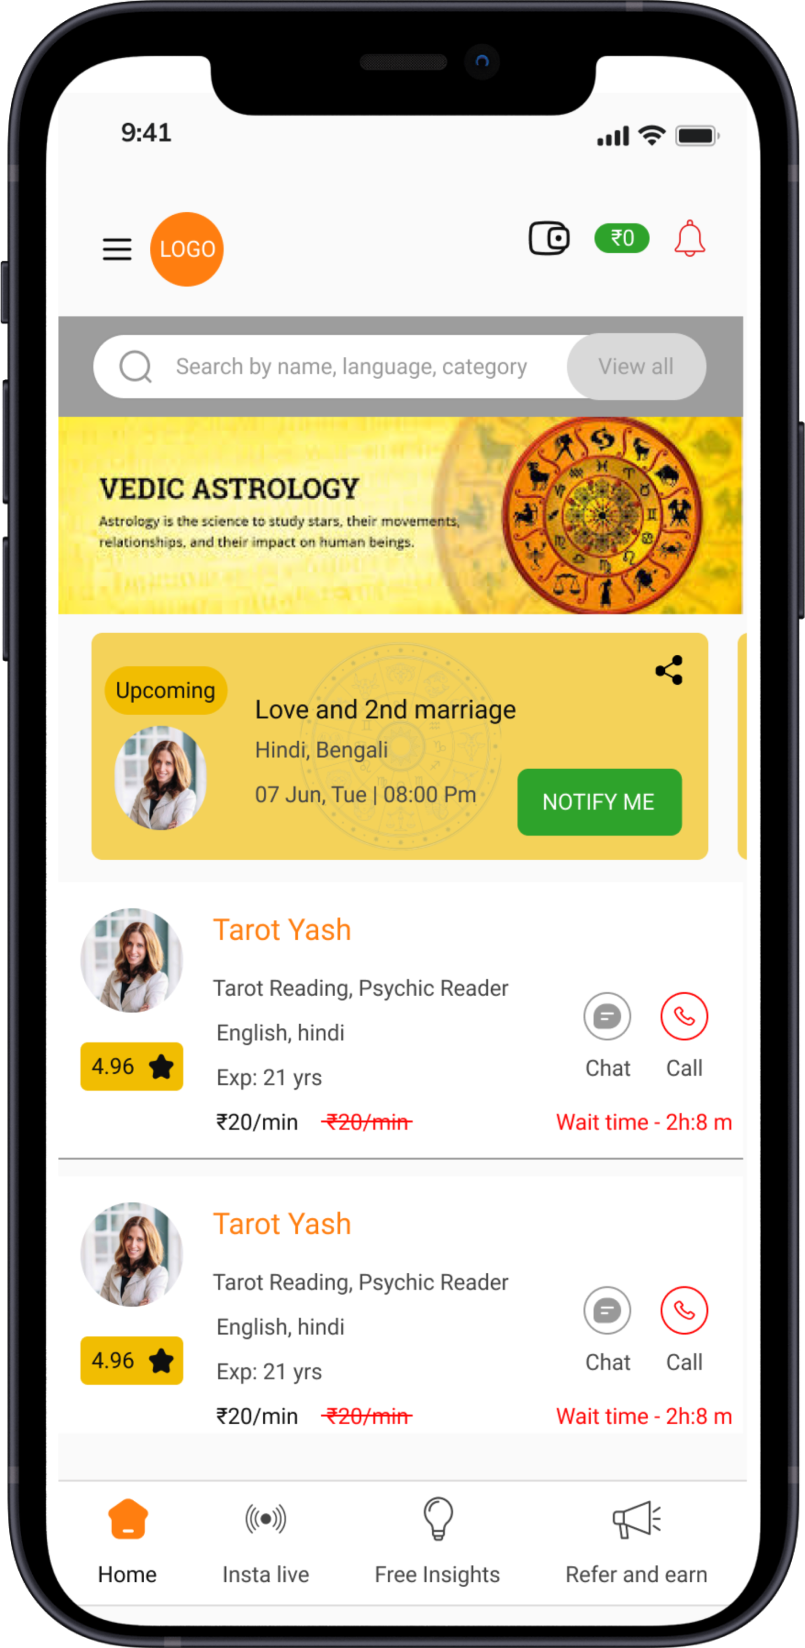 9:41
LOGO
₹0
Search by name, language, category
View all
VEDIC ASTROLOGY
Astrology is the science to study stars, their movements,
relationships, and their impact on human beings.
Upcoming
Love and 2nd marriage
Hindi, Bengali
07 Jun, Tue | 08:00 Pm
NOTIFY ME
Tarot Yash
Tarot Reading, Psychic Reader
English, hindi
4.96
Exp: 21 yrs
Chat
Call
₹20/min ₹20/min
Wait time - 2h:8 m
Tarot Yash
Tarot Reading, Psychic Reader
English, hindi
4.96
Exp: 21 yrs
Chat
Call
₹20/min ₹20/min
Wait time - 2h:8 m
Home
Insta live
Free Insights
Refer and earn